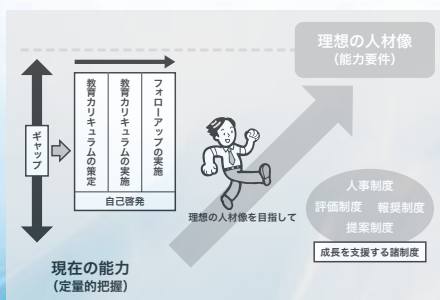 理想の人材像
(能力要件)
ギャップ
教育カリキュラムの策定
教育カリキュラムの実施
フォローアップの実施
自己啓発
理想の人材像を目指して
人事制度
評価制度 報奨制度
提案制度
成長を支援する諸制度
現在の能力
(定量的把握)